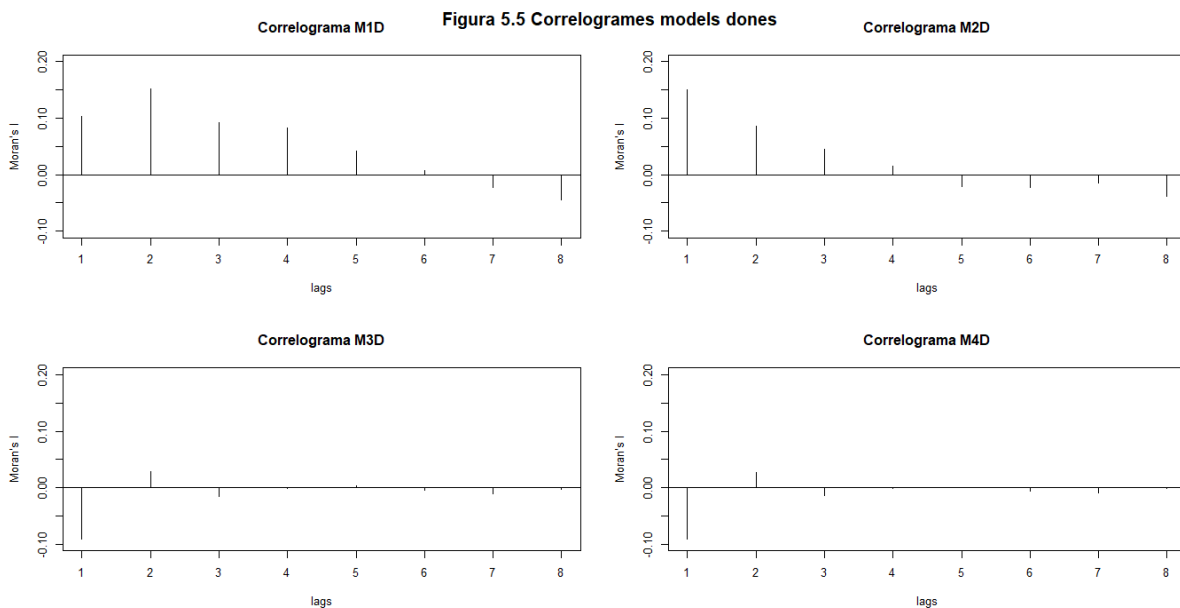 Figura 5.5 Correlogrames models dones
Correlograma M1D
Moran's I
0.20
0.10
0.00
-0.10
1 2 3 4 5 6 7 8
lags
Correlograma M2D
Moran's I
0.20
0.10
0.00
-0.10
1 2 3 4 5 6 7 8
lags
Correlograma M3D
Moran's I
0.20
0.10
0.00
-0.10
1 2 3 4 5 6 7 8
lags
Correlograma M4D
Moran's I
0.20
0.10
0.00
-0.10
1 2 3 4 5 6 7 8
lags